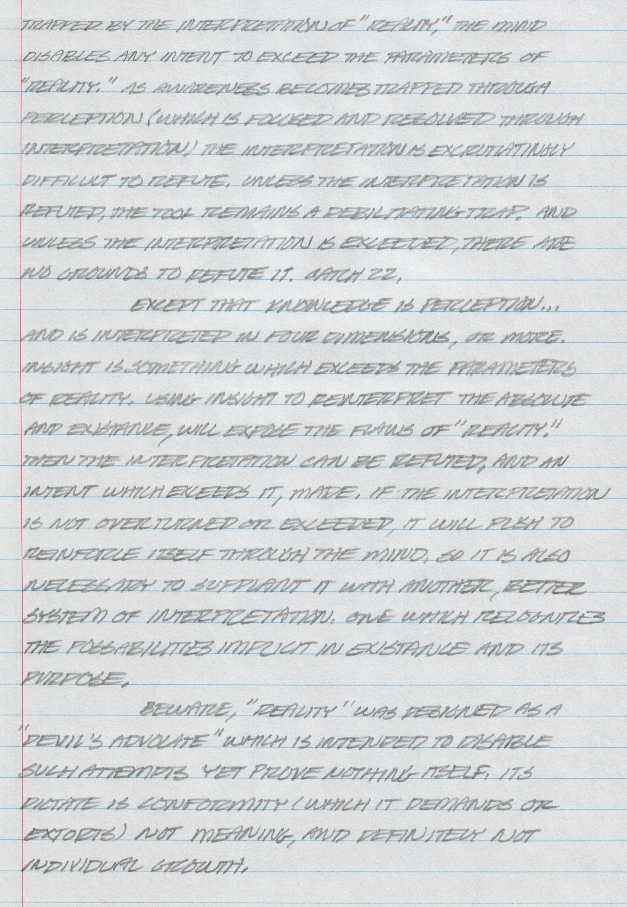 TRAPPED BY THE INTERPRETATION OF "REALITY," THE MIND
DISABLES ANY INTENT TO EXCEED THE PARAMETERS OF
"REALITY." AS AWARENESS BECOMES TRAPPED THROUGH
PERCEPTION (WHICH IS FOCUSED AND RESOLVED THROUGH
INTERPRETATION) THE INTERPRETATION IS EXCRUTIATINGLY
DIFFICULT TO REFUTE. UNLESS THE INTERPRETATION IS
REFUTED, THE TOOL REMAINS A DEBILITATING TRAP. AND
UNLESS THE INTERPRETATION IS EXCEEDED, THERE ARE
NO GROUNDS TO REFUTE IT. CATCH 22.
EXCEPT THAT KNOWLEDGE IS PERCEPTION...
AND IS INTERPRETED IN FOUR DIMENSIONS, OR MORE.
INSIGHT IS SOMETHING WHICH EXCEEDS THE PARAMETERS
OF REALITY. USING INSIGHT TO REINTERPRET THE ABSOLUTE
AND EXISTANCE, WILL EXPOSE THE FLAWS OF "REALITY."
THEN THE INTERPRETATION CAN BE REFUTED, AND AN
INTENT WHICH EXCEEDS IT, MADE. IF THE INTERPRETATION
IS NOT OVERTURNED OR EXCEEDED, IT WILL PUSH TO
REINFORCE ITSELF THROUGH THE MIND. SO IT IS ALSO
NECESSARY TO SUPPLANT IT WITH ANOTHER, BETTER
SYSTEM OF INTERPRETATION. ONE WHICH RECOGNIZES
THE POSSABILITIES IMPLICIT IN EXISTANCE AND ITS
PURPOSE.
BEWARE, "REALITY" WAS DESIGNED AS A
"DEVIL'S ADVOCATE" WHICH IS INTENDED TO DISABLE
SUCH ATTEMPTS YET PROVE NOTHING ITSELF. ITS
DICTATE IS CONFORMITY (WHICH IT DEMANDS OR
EXTORTS) NOT MEANING, AND DEFINITELY NOT
INDIVIDUAL GROWTH.